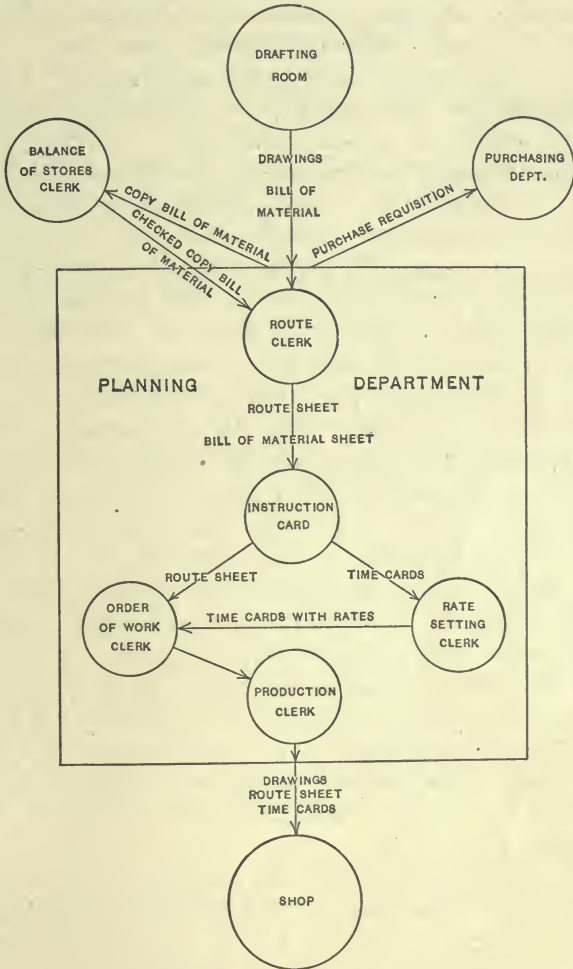 DRAFTING
ROOM
BALANCE
OF STORES
CLERK
DRAWINGS
BILL OF
MATERIAL
PURCHASING
DEPT.
COPY BILL OF MATERIAL
CHECKED COPY BILL
OF MATERIAL
PURCHASE REQUISITION
ROUTE
CLERK
PLANNING DEPARTMENT
ROUTE SHEET
BILL OF MATERIAL SHEET
INSTRUCTION
CARD
ROUTE SHEET
TIME CARDS
ORDER
OF WORK
CLERK
TIME CARDS WITH RATES
RATE
SETTING
CLERK
PRODUCTION
CLERK
DRAWINGS
ROUTE SHEET
TIME CARDS
SHOP